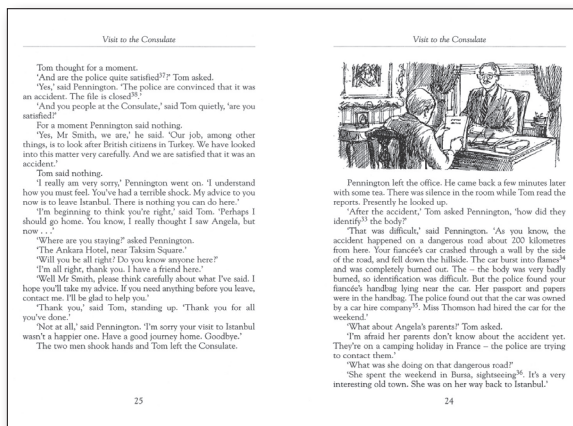 Visit to the Consulate
Tom thought for a moment.
‘And are the police quite satisfied³⁷?’ Tom asked.
‘Yes,’ said Pennington. ‘The police are convinced that it was
an accident. The file is closed³⁸.’
‘And you people at the Consulate,’ said Tom quietly, ‘are you
satisfied?’
For a moment Pennington said nothing.
‘Yes, Mr Smith, we are,’ he said. ‘Our job, among other
things, is to look after British citizens in Turkey. We have looked
into this matter very carefully. And we are satisfied that it was an
accident.’
Tom said nothing.
‘I really am very sorry,’ Pennington went on. ‘I understand
how you must feel. You’ve had a terrible shock. My advice to you
now is to leave Istanbul. There is nothing you can do here.’
‘I’m beginning to think you’re right,’ said Tom. ‘Perhaps I
should go home. You know, I really thought I saw Angela, but
now . . .’
‘Where are you staying?’ asked Pennington.
‘The Ankara Hotel, near Taksim Square.’
‘Will you be all right? Do you know anyone here?’
‘I’m all right, thank you. I have a friend here.’
‘Well Mr Smith, please think carefully about what I’ve said. I
hope you’ll take my advice. If you need anything before you leave,
contact me. I’ll be glad to help you.’
‘Thank you,’ said Tom, standing up. ‘Thank you for all
you’ve done.’
‘Not at all,’ said Pennington. ‘I’m sorry your visit to Istanbul
wasn’t a happier one. Have a good journey home. Goodbye.’
The two men shook hands and Tom left the Consulate.
25
Visit to the Consulate
Pennington left the office. He came back a few minutes later
with some tea. There was silence in the room while Tom read the
reports. Presently he looked up.
‘After the accident,’ Tom asked Pennington, ‘how did they
identify³³ the body?’
‘That was difficult,’ said Pennington. ‘As you know, the
accident happened on a dangerous road about 200 kilometres
from here. Your fiancée’s car crashed through a wall by the side
of the road, and fell down the hillside. The car burst into flames³⁴
and was completely burned out. The – the body was very badly
burned, so identification was difficult. But the police found your
fiancée’s handbag lying near the car. Her sport and papers
were in the handbag. The police found out that the car was owned
by a car hire company³⁵. Miss Thomson had hired the car for the
weekend.’
‘What about Angela’s parents?’ Tom asked.
‘I’m afraid her parents don’t know about the accident yet.
They’re on a camping holiday in France – the police are trying
to contact them.’
‘What was she doing on that dangerous road?’
‘She spent the weekend in Bursa, sightseeing³⁶. It’s a very
interesting old town. She was on her way back to Istanbul.’
24